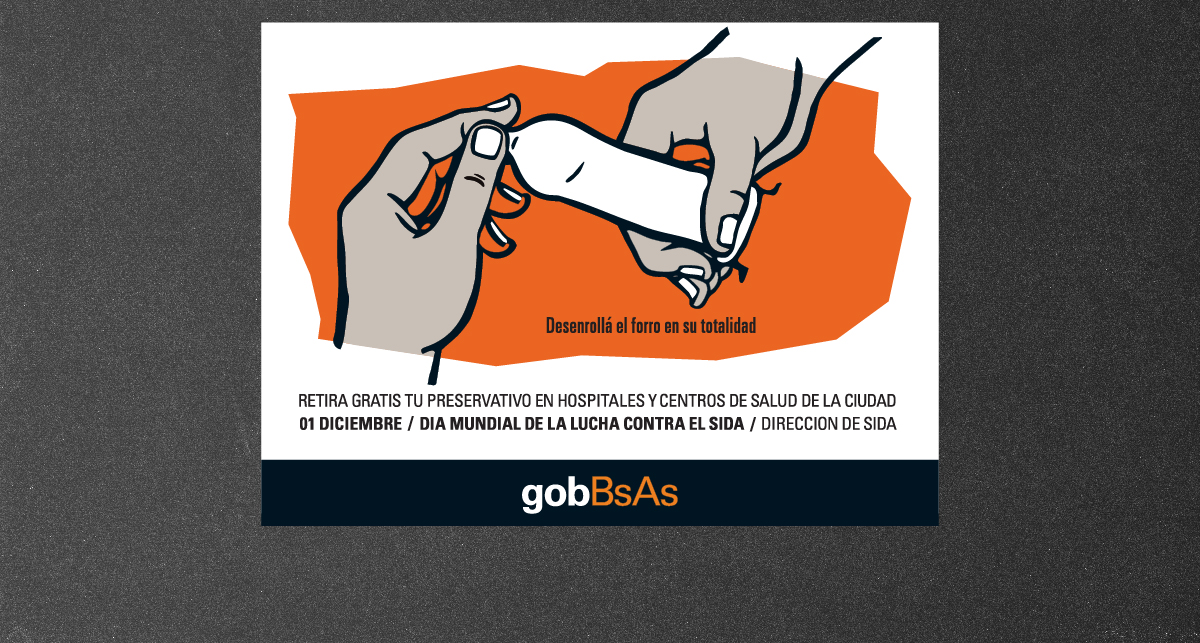 Desenrollá el forro en su totalidad
RETIRA GRATIS TU PRESERVATIVO EN HOSPITALES Y CENTROS DE SALUD DE LA CIUDAD
01 DICIEMBRE / DIA MUNDIAL DE LA LUCHA CONTRA EL SIDA / DIRECCION DE SIDA
gobBsAs